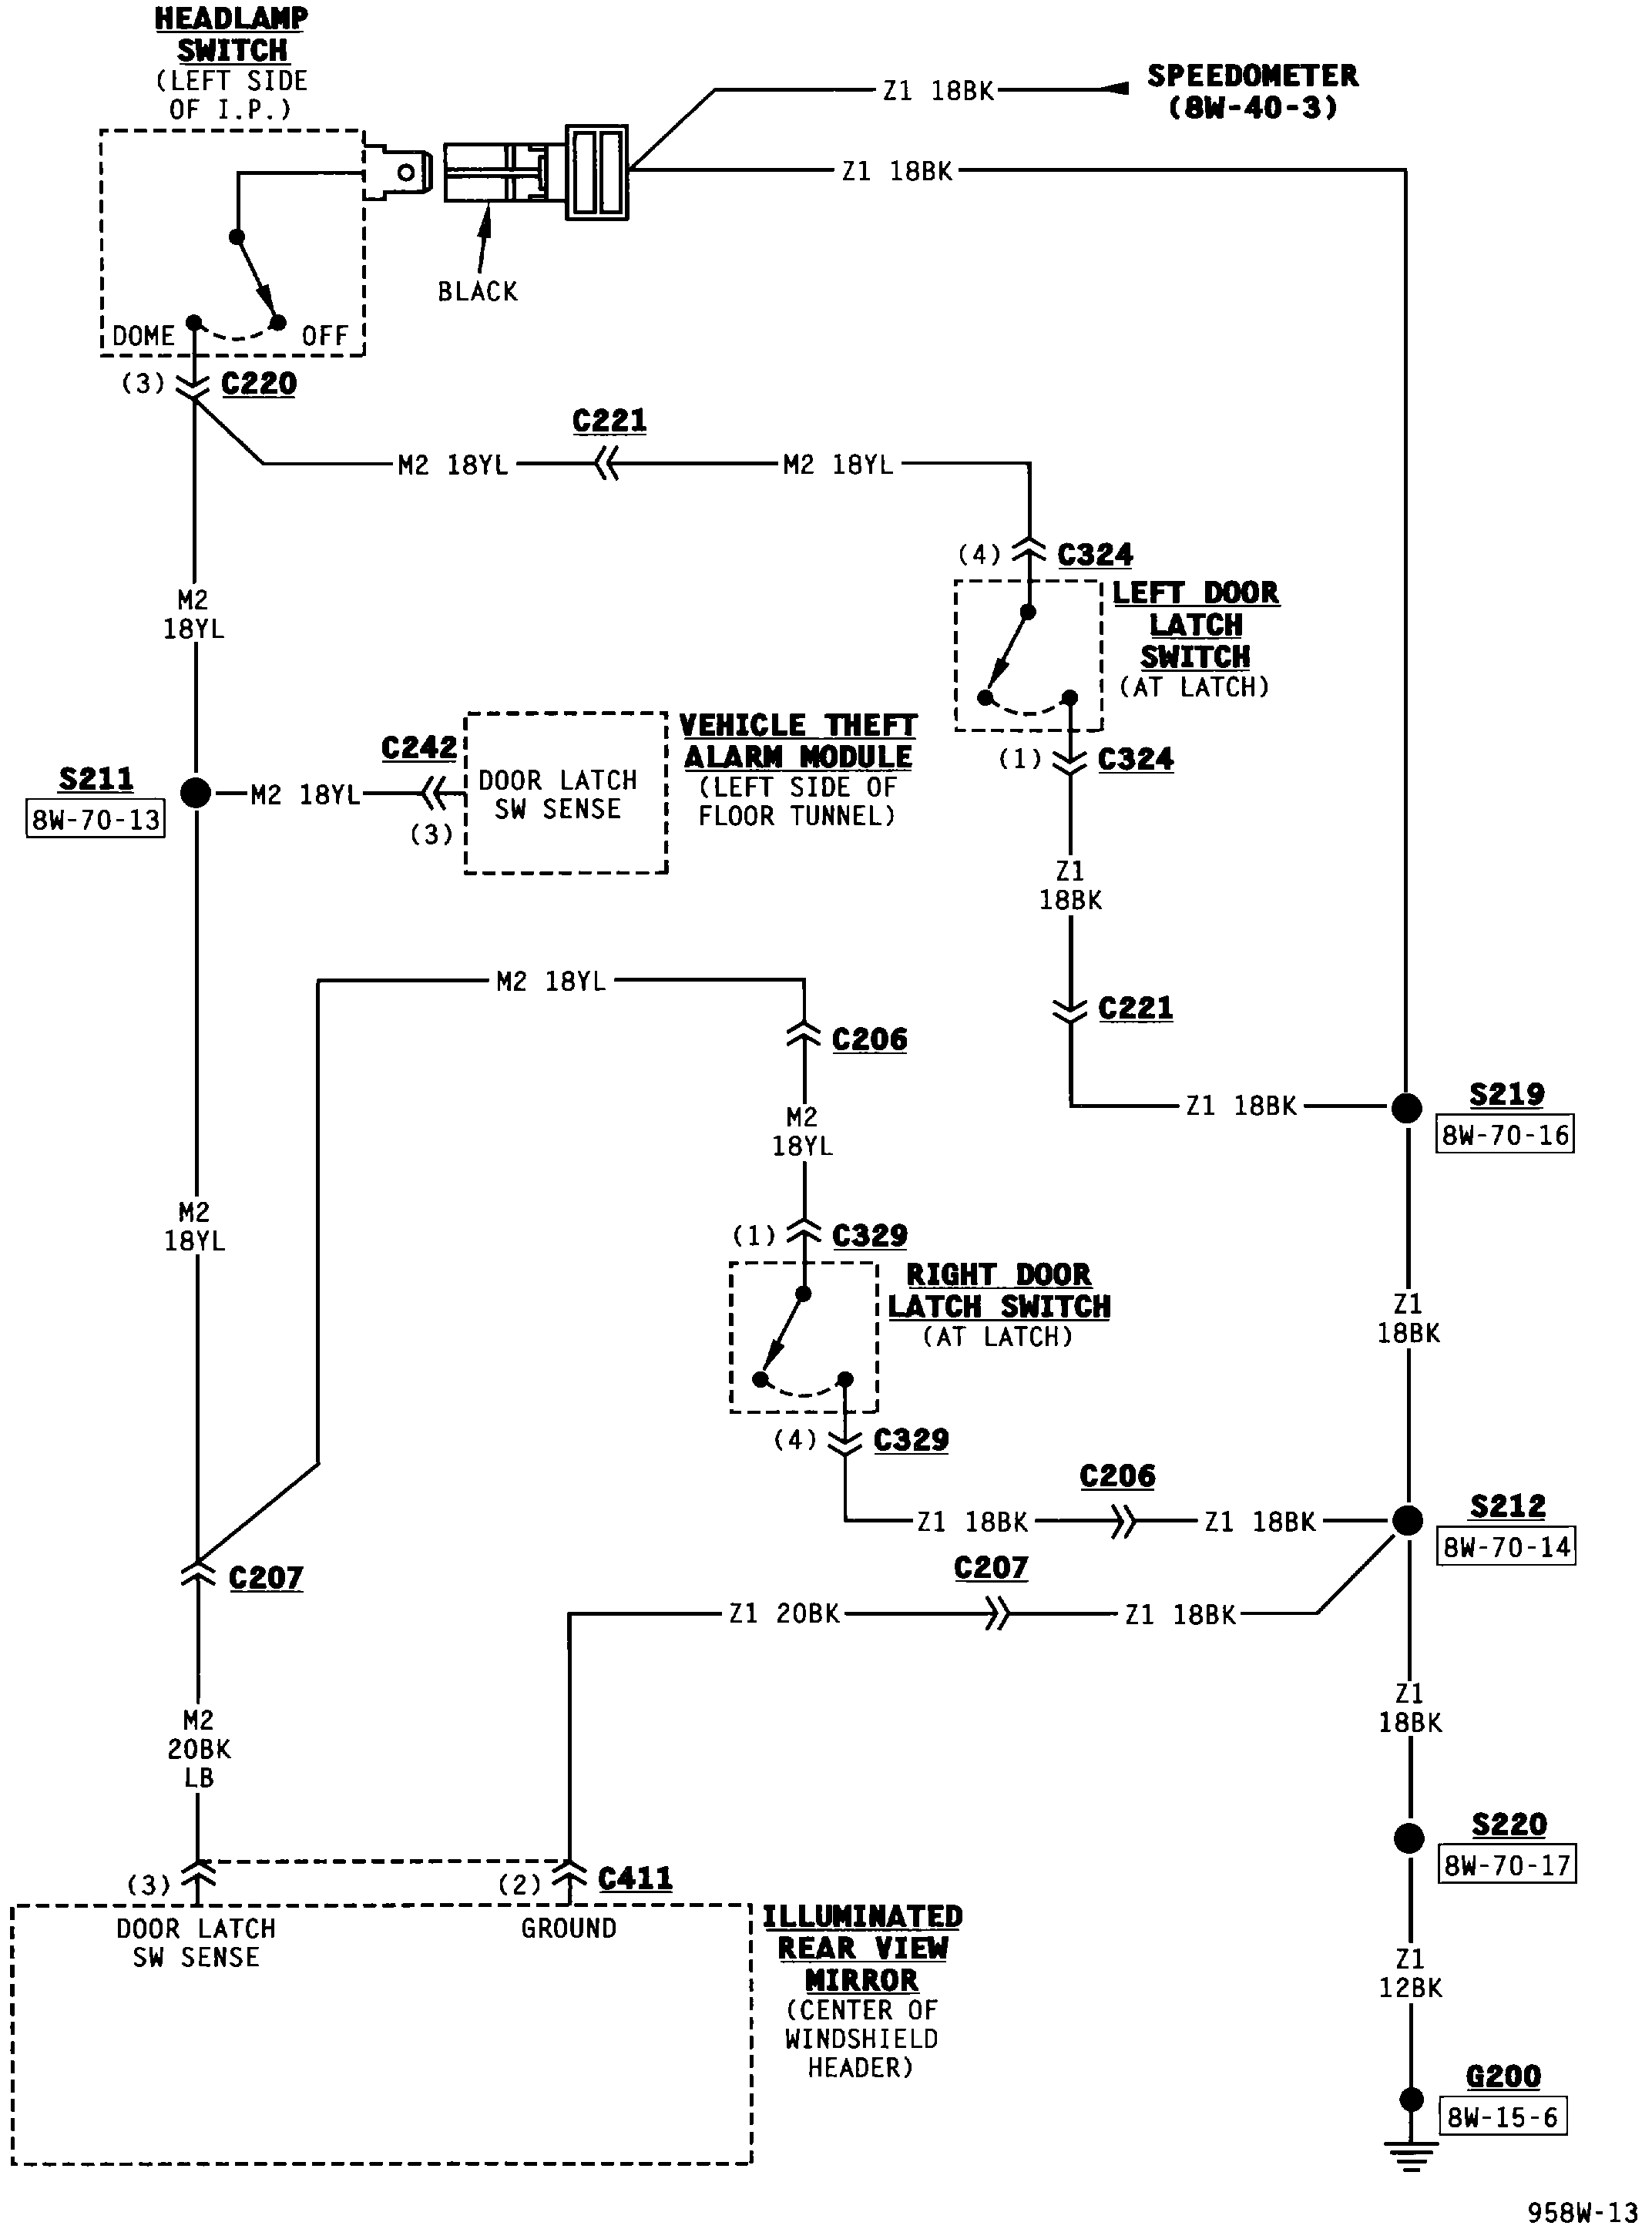 HEADLAMP
SWITCH
(LEFT SIDE
OF I.P.)
Z1 18BK
SPEEDOMETER
(8W-40-3)
Z1 18BK
BLACK
DOME
OFF
(3)
C220
C221
M2 18YL
M2 18YL
(4)
C324
LEFT DOOR
LATCH
SWITCH
(AT LATCH)
M2
18YL
(1)
C324
C242
VEHICLE THEFT
ALARM MODULE
(LEFT SIDE OF
FLOOR TUNNEL)
S211
8W-70-13
M2 18YL
(3)
DOOR LATCH
SW SENSE
Z1
18BK
M2 18YL
C221
C206
Z1 18BK
S219
8W-70-16
M2
18YL
M2
18YL
(1)
C329
RIGHT DOOR
LATCH SWITCH
(AT LATCH)
Z1
18BK
(4)
C329
C206
Z1 18BK
Z1 18BK
S212
8W-70-14
C207
C207
Z1 20BK
Z1 18BK
M2
20BK
LB
Z1
18BK
S220
8W-70-17
(3)
(2)
C411
DOOR LATCH
SW SENSE
GROUND
ILLUMINATED
REAR VIEW
MIRROR
(CENTER OF
WINDSHIELD
HEADER)
Z1
12BK
G200
8W-15-6
958W-13